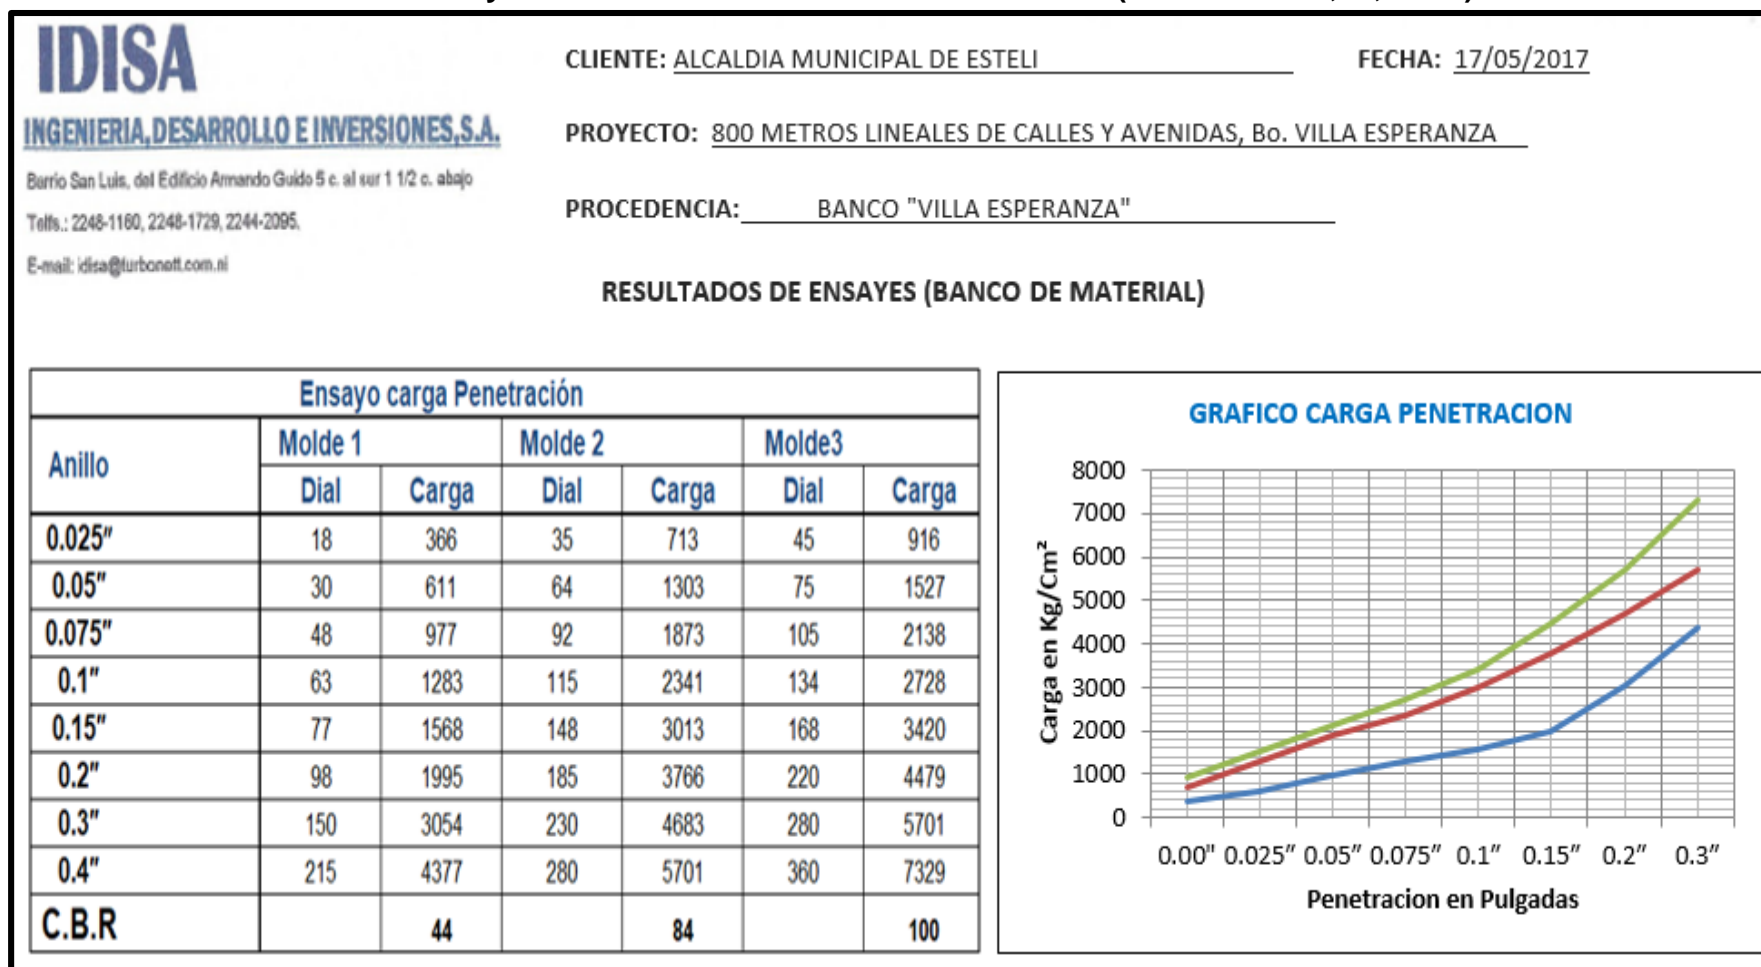 IDISA
INGENIERIA, DESARROLLO E INVERSIONES, S.A.
Barrio San Luis, del Edificio Armando Guido 5 c. al sur 1 1/2 c. abajo
Telfs.: 2248-1160, 2248-1729, 2244-2095,
E-mail: idisa@turbonett.com.ni
CLIENTE: ALCALDIA MUNICIPAL DE ESTELI FECHA: 17/05/2017
PROYECTO: 800 METROS LINEALES DE CALLES Y AVENIDAS, Bo. VILLA ESPERANZA
PROCEDENCIA: BANCO "VILLA ESPERANZA"
RESULTADOS DE ENSAYES (BANCO DE MATERIAL)
Ensayo carga Penetración
Anillo Molde 1 Molde 2 Molde3
Dial Carga Dial Carga Dial Carga
0.025" 18 366 35 713 45 916
0.05" 30 611 64 1303 75 1527
0.075" 48 977 92 1873 105 2138
0.1" 63 1283 115 2341 134 2728
0.15" 77 1568 148 3013 168 3420
0.2" 98 1995 185 3766 220 4479
0.3" 150 3054 230 4683 280 5701
0.4" 215 4377 280 5701 360 7329
C.B.R 44 84 100
GRAFICO CARGA PENETRACION
Carga en Kg/Cm²
8000
7000
6000
5000
4000
3000
2000
1000
0
0.00" 0.025" 0.05" 0.075" 0.1" 0.15" 0.2" 0.3"
Penetracion en Pulgadas